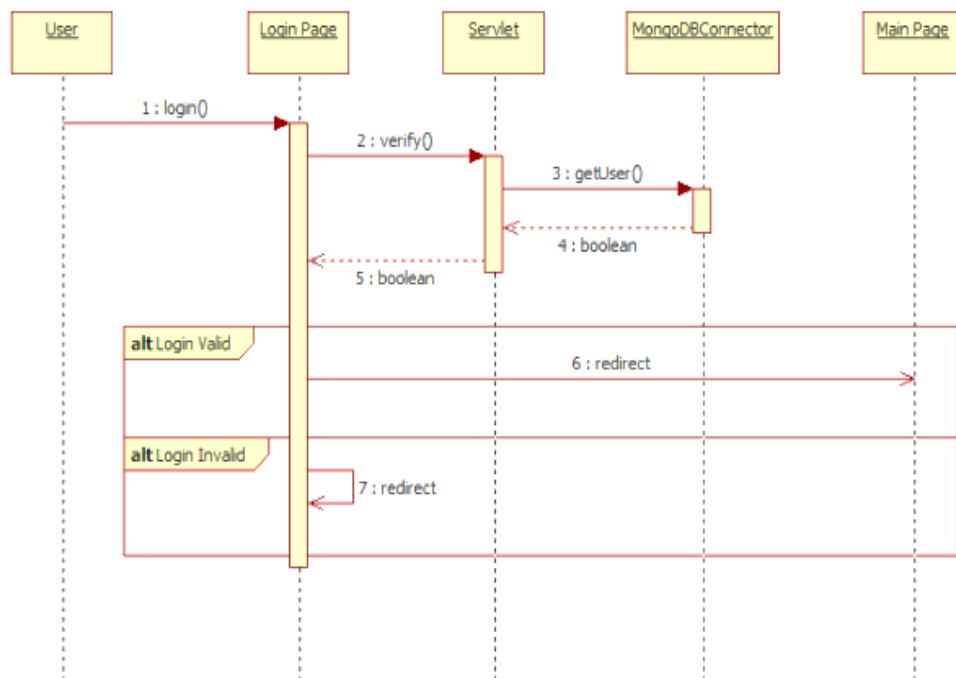 User
Login Page
Servlet
MongoDBConnector
Main Page
1 : login()
2 : verify()
3 : getUser()
4 : boolean
5 : boolean
alt Login Valid
6 : redirect
alt Login Invalid
7 : redirect